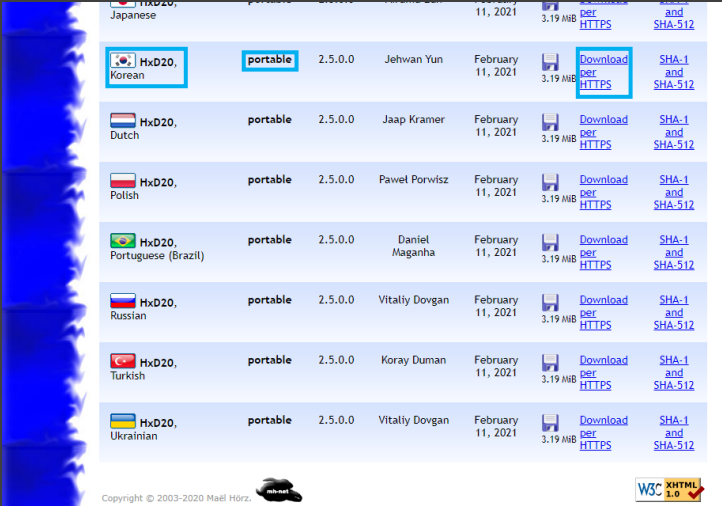 HxD20, portable 2.5.0.0 February Download SHA-1
Japanese 11, 2021 3.19 MiB per and
HTTPS SHA-512
HxD20, portable 2.5.0.0 Jehwan Yun February Download SHA-1
Korean 11, 2021 3.19 MiB per and
HTTPS SHA-512
HxD20, portable 2.5.0.0 Jaap Kramer February Download SHA-1
Dutch 11, 2021 3.19 MiB per and
HTTPS SHA-512
HxD20, portable 2.5.0.0 Paweł Porwisz February Download SHA-1
Polish 11, 2021 3.19 MiB per and
HTTPS SHA-512
HxD20, portable 2.5.0.0 Daniel February Download SHA-1
Portuguese (Brazil) Maganha 11, 2021 3.19 MiB per and
HTTPS SHA-512
HxD20, portable 2.5.0.0 Vitaliy Dovgan February Download SHA-1
Russian 11, 2021 3.19 MiB per and
HTTPS SHA-512
HxD20, portable 2.5.0.0 Koray Duman February Download SHA-1
Turkish 11, 2021 3.19 MiB per and
HTTPS SHA-512
HxD20, portable 2.5.0.0 Vitaliy Dovgan February Download SHA-1
Ukrainian 11, 2021 3.19 MiB per and
HTTPS SHA-512
Copyright © 2003-2020 Maël Hörz. mh-net W3C XHTML 1.0